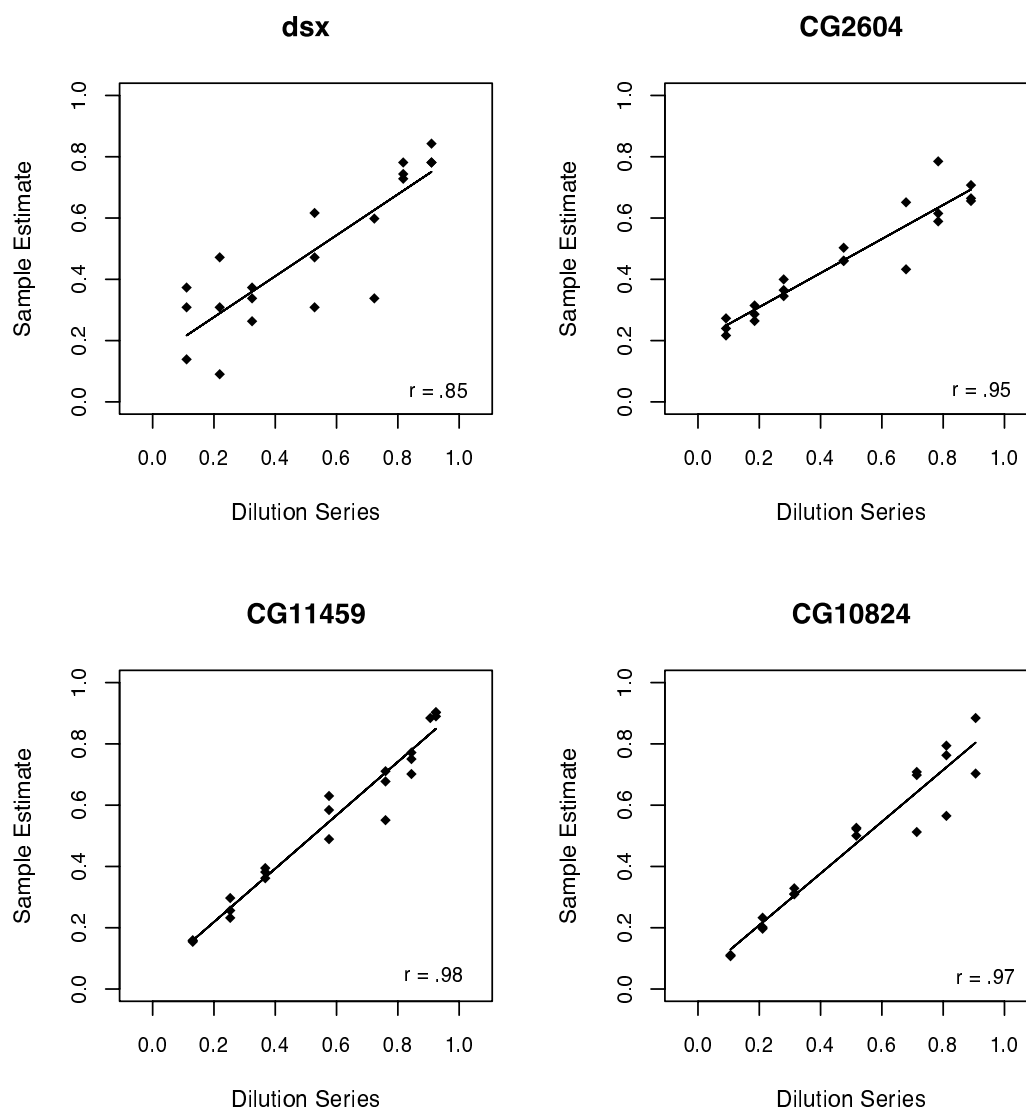 dsx
Sample Estimate
1.0
0.8
0.6
0.4
0.2
0.0
r = .85
0.0 0.2 0.4 0.6 0.8 1.0
Dilution Series
CG2604
Sample Estimate
1.0
0.8
0.6
0.4
0.2
0.0
r = .95
0.0 0.2 0.4 0.6 0.8 1.0
Dilution Series
CG11459
Sample Estimate
1.0
0.8
0.6
0.4
0.2
0.0
r = .98
0.0 0.2 0.4 0.6 0.8 1.0
Dilution Series
CG10824
Sample Estimate
1.0
0.8
0.6
0.4
0.2
0.0
r = .97
0.0 0.2 0.4 0.6 0.8 1.0
Dilution Series